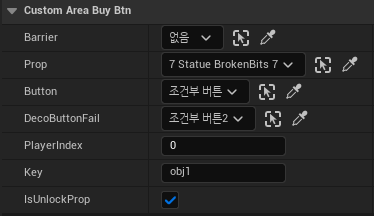 Custom Area Buy Btn
Barrier 없음
Prop 7 Statue BrokenBits 7
Button 조건부 버튼
DecoButtonFail 조건부 버튼2
PlayerIndex 0
Key obj1
IsUnlockProp